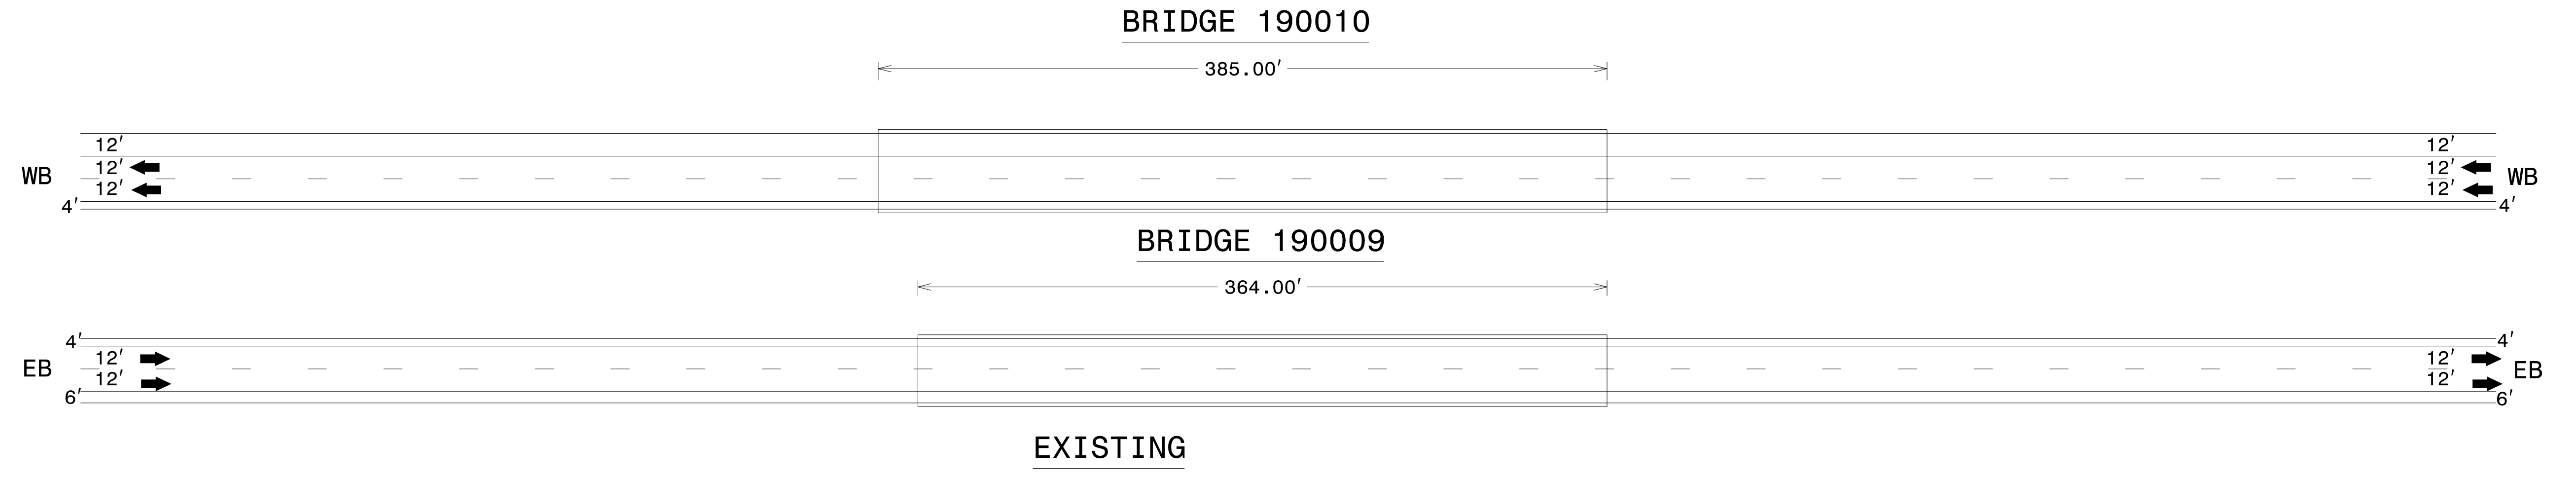 BRIDGE 190010
385.00'
12' 12'
12' 12'
WB WB
12' 12'
4' 4'
BRIDGE 190009
364.00'
4' 4'
12' 12'
EB EB
12' 12'
6' 6'
EXISTING